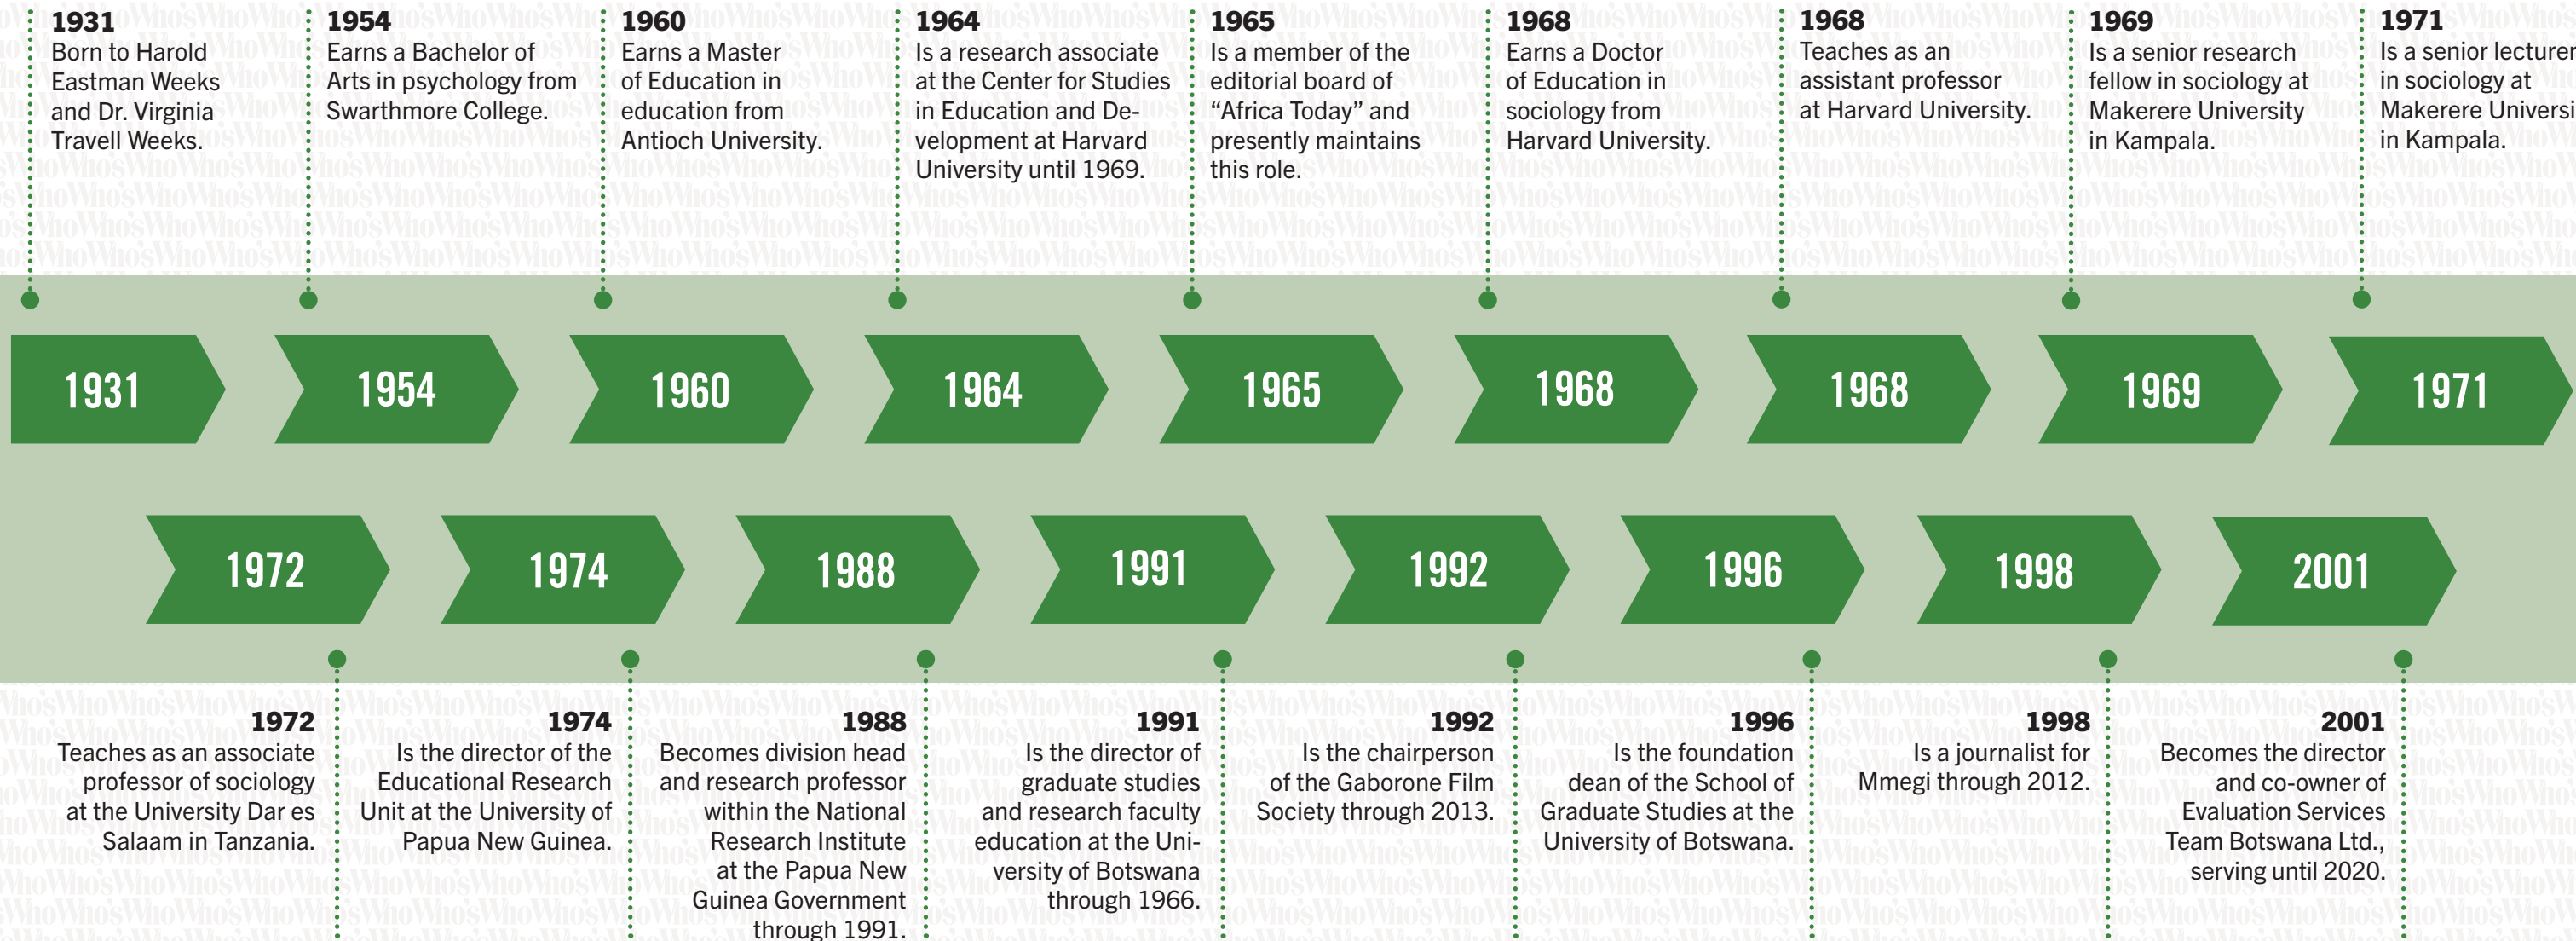 1931
Born to Harold
Eastman Weeks
and Dr. Virginia
Travell Weeks.
1954
Earns a Bachelor of
Arts in psychology from
Swarthmore College.
1960
Earns a Master
of Education in
education from
Antioch University.
1964
Is a research associate
at the Center for Studies
in Education and De-
velopment at Harvard
University until 1969.
1965
Is a member of the
editorial board of
“Africa Today” and
presently maintains
this role.
1968
Earns a Doctor
of Education in
sociology from
Harvard University.
1968
Teaches as an
assistant professor
at Harvard University.
1969
Is a senior research
fellow in sociology at
Makerere University
in Kampala.
1971
Is a senior lecturer
in sociology at
Makerere Universi
in Kampala.
1931
1954
1960
1964
1965
1968
1968
1969
1971
1972
1974
1988
1991
1992
1996
1998
2001
1972
Teaches as an associate
professor of sociology
at the University Dar es
Salaam in Tanzania.
1974
Is the director of the
Educational Research
Unit at the University of
Papua New Guinea.
1988
Becomes division head
and research professor
within the National
Research Institute
at the Papua New
Guinea Government
through 1991.
1991
Is the director of
graduate studies
and research faculty
education at the Uni-
versity of Botswana
through 1966.
1992
Is the chairperson
of the Gaborone Film
Society through 2013.
1996
Is the foundation
dean of the School of
Graduate Studies at the
University of Botswana.
1998
Is a journalist for
Mmegi through 2012.
2001
Becomes the director
and co-owner of
Evaluation Services
Team Botswana Ltd.,
serving until 2020.